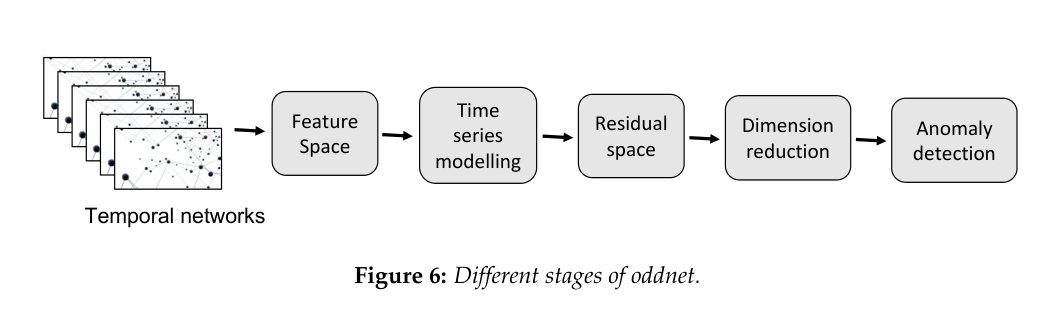 Feature
Space
Time
series
modelling
Residual
space
Dimension
reduction
Anomaly
detection
Temporal networks
Figure 6: Different stages of oddnet.